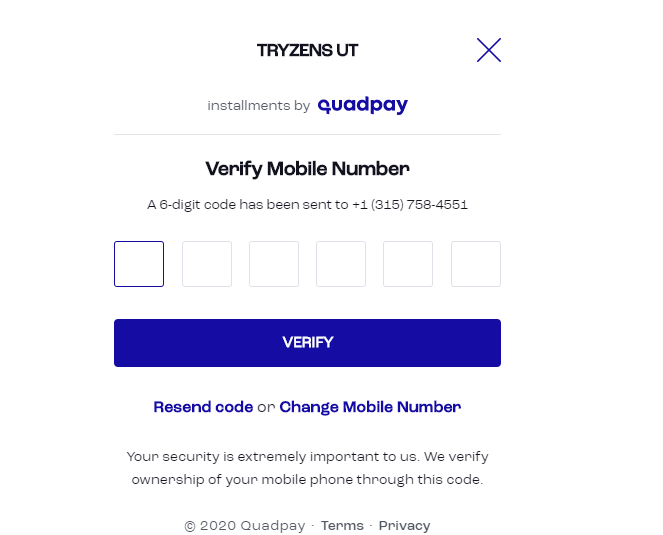 TRYZENS UT
installments by quadpay
Verify Mobile Number
A 6-digit code has been sent to +1 (315) 758-4551
VERIFY
Resend code or Change Mobile Number
Your security is extremely important to us. We verify
ownership of your mobile phone through this code.
© 2020 Quadpay · Terms · Privacy